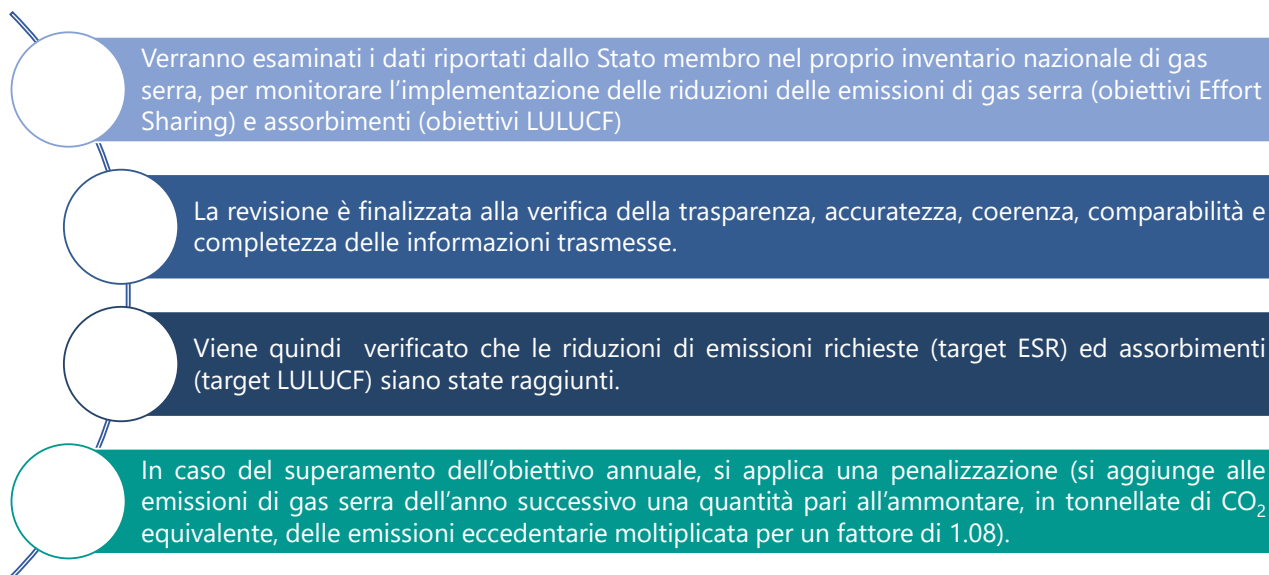 Verranno esaminati i dati riportati dallo Stato membro nel proprio inventario nazionale di gas
serra, per monitorare l’implementazione delle riduzioni delle emissioni di gas serra (obiettivi Effort
Sharing) e assorbimenti (obiettivi LULUCF)
La revisione è finalizzata alla verifica della trasparenza, accuratezza, coerenza, comparabilità e
completezza delle informazioni trasmesse.
Viene quindi verificato che le riduzioni di emissioni richieste (target ESR) ed assorbimenti
(target LULUCF) siano state raggiunti.
In caso del superamento dell’obiettivo annuale, si applica una penalizzazione (si aggiunge alle
emissioni di gas serra dell’anno successivo una quantità pari all’ammontare, in tonnellate di CO₂
equivalente, delle emissioni eccedentarie moltiplicata per un fattore di 1.08).